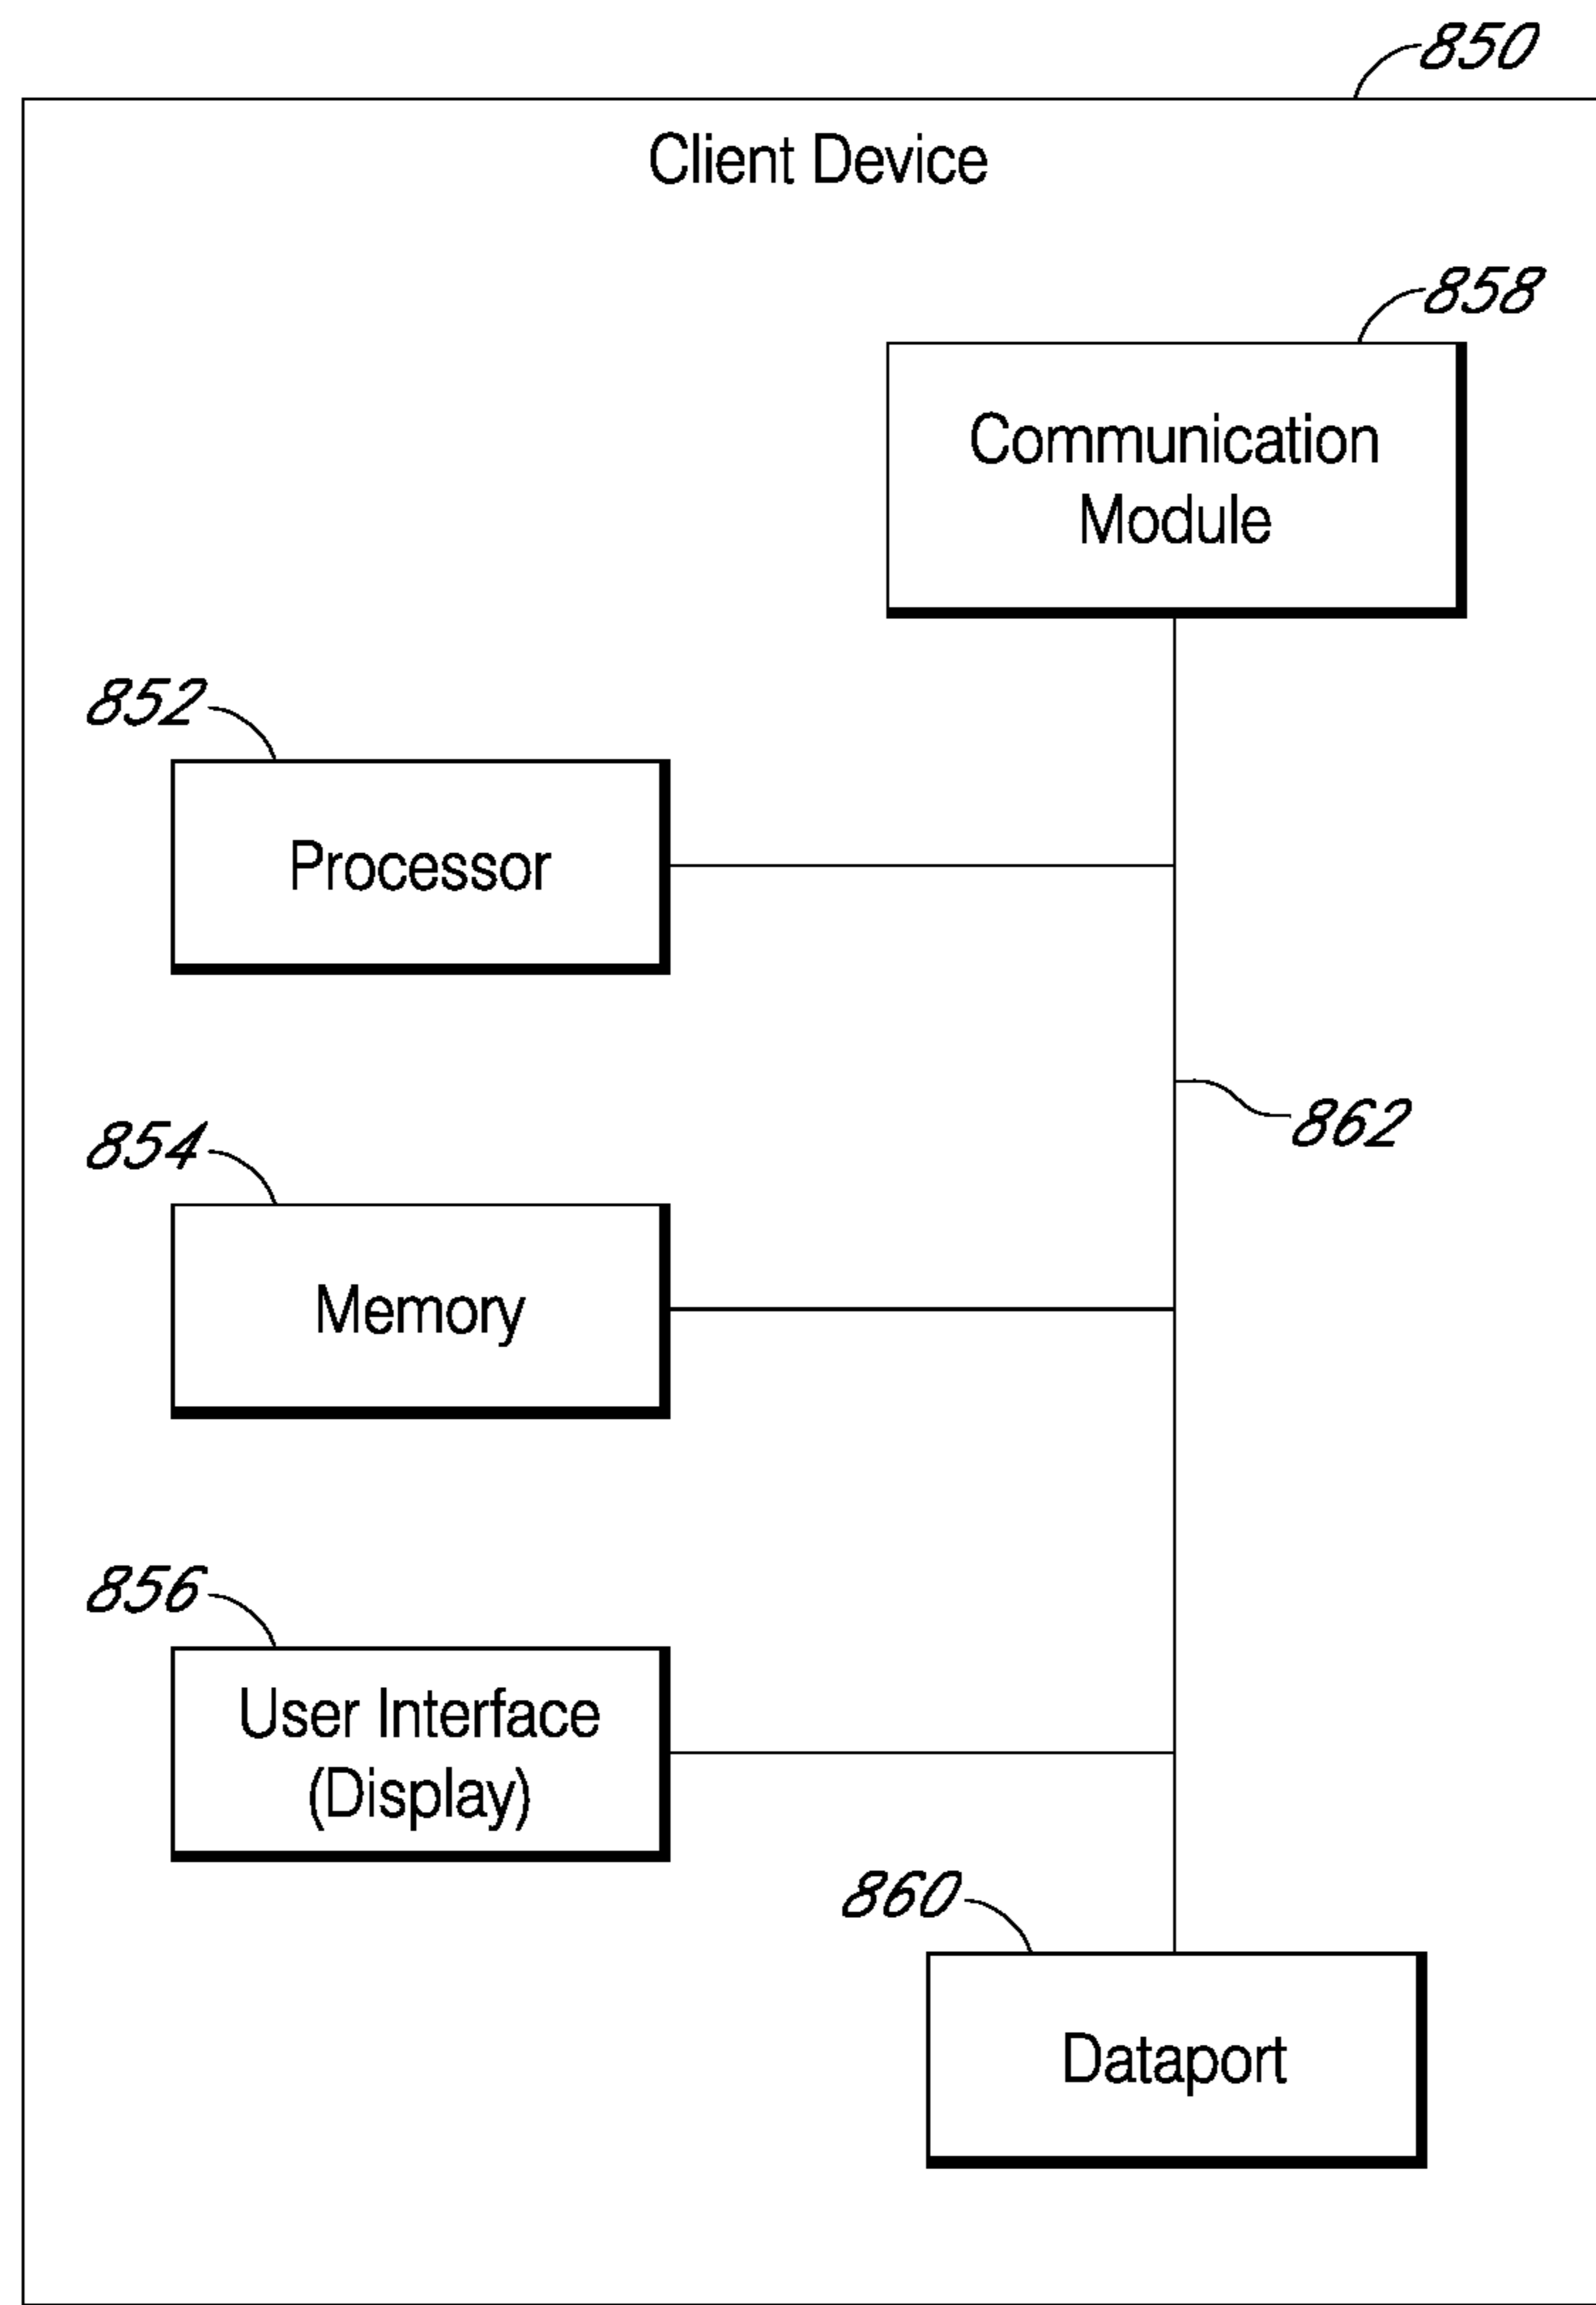 850
Client Device
858
Communication
Module
852
Processor
862
854
Memory
856
User Interface
(Display)
860
Dataport